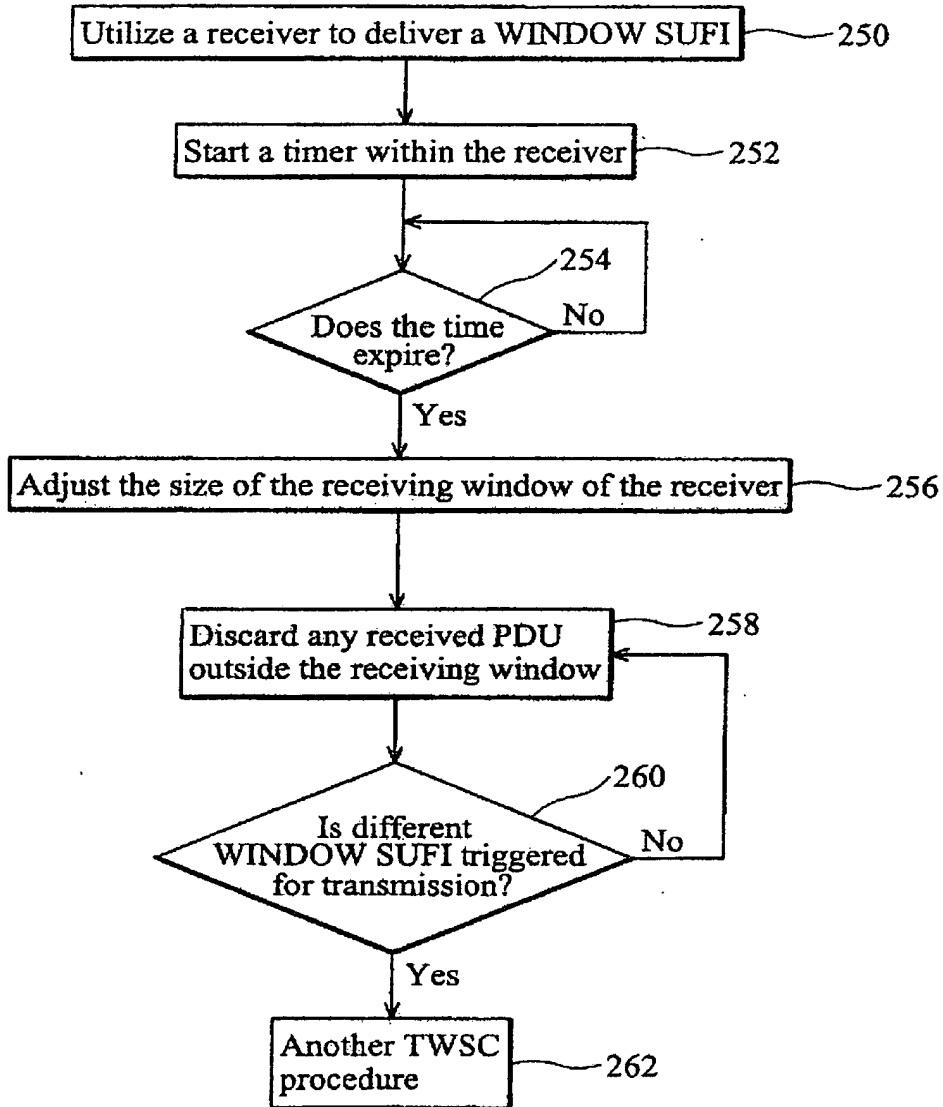 Utilize a receiver to deliver a WINDOW SUFI
250
Start a timer within the receiver
252
254
Does the time
expire?
No
Yes
Adjust the size of the receiving window of the receiver
256
258
Discard any received PDU
outside the receiving window
260
Is different
WINDOW SUFI triggered
for transmission?
No
Yes
Another TWSC
procedure
262